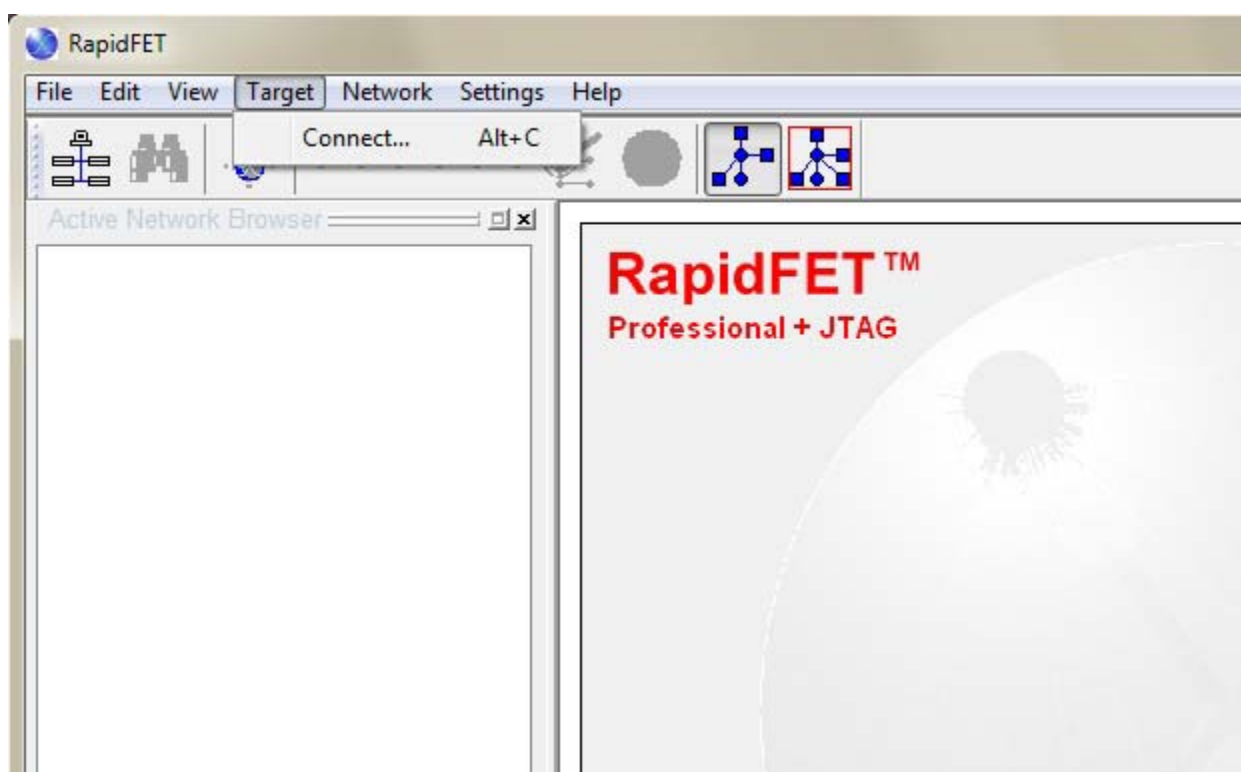 RapidFET
File Edit View Target Network Settings Help
Connect... Alt+C
Active Network Browser
RapidFET™
Professional + JTAG